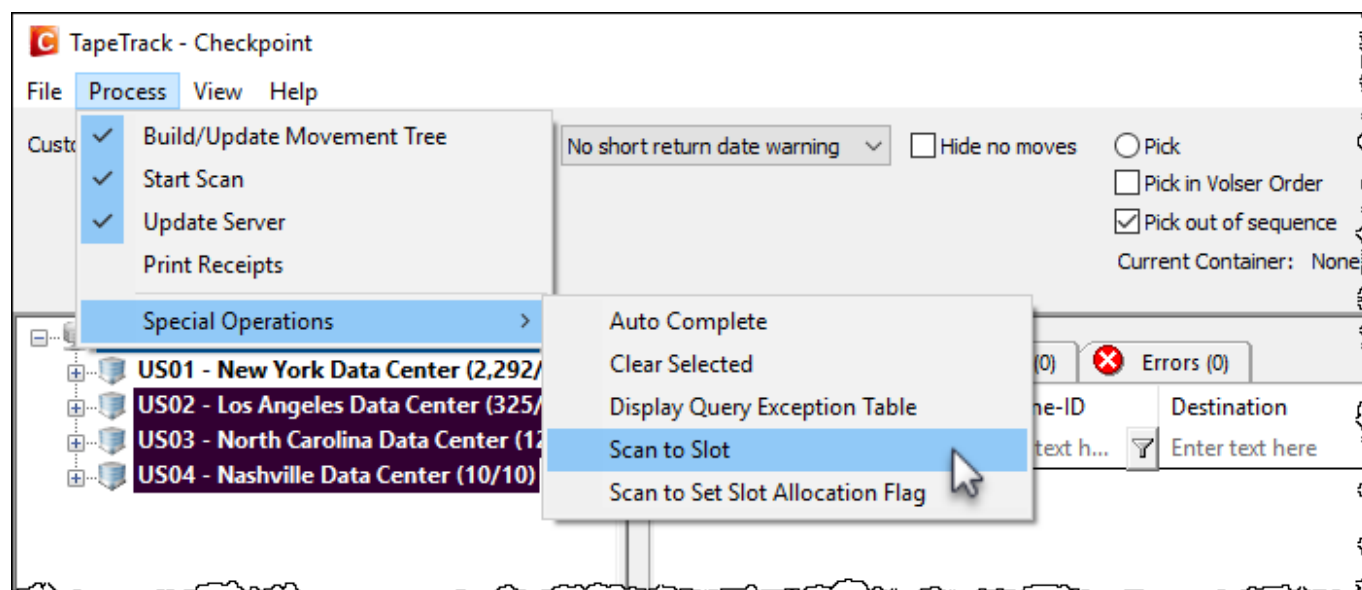 TapeTrack - Checkpoint
File Process View Help
Build/Update Movement Tree
Start Scan
Update Server
Print Receipts
Special Operations
No short return date warning
Hide no moves
Pick
Pick in Volser Order
Pick out of sequence
Current Container: None
Auto Complete
Clear Selected
Display Query Exception Table
Scan to Slot
Scan to Set Slot Allocation Flag
US01 - New York Data Center (2,292/
US02 - Los Angeles Data Center (325/
US03 - North Carolina Data Center (12
US04 - Nashville Data Center (10/10)
(0)
Errors (0)
Destination
text h...
Enter text here